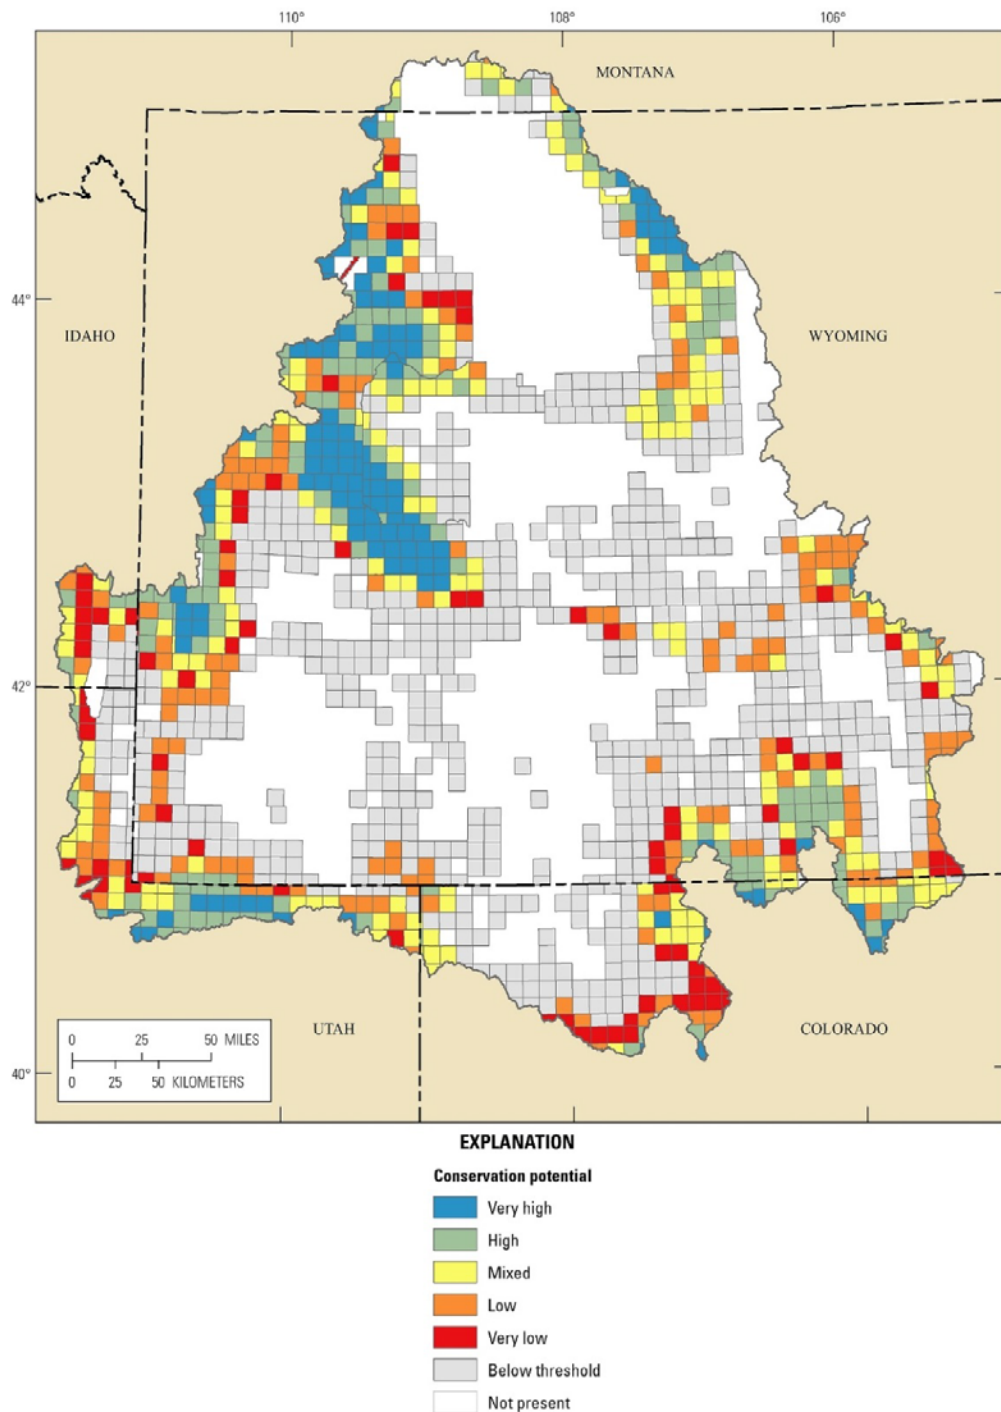 110° 108° 106°
MONTANA
44°
IDAHO
WYOMING
42°
0 25 50 MILES
0 25 50 KILOMETERS
UTAH
COLORADO
40°
EXPLANATION
Conservation potential
Very high
High
Mixed
Low
Very low
Below threshold
Not present